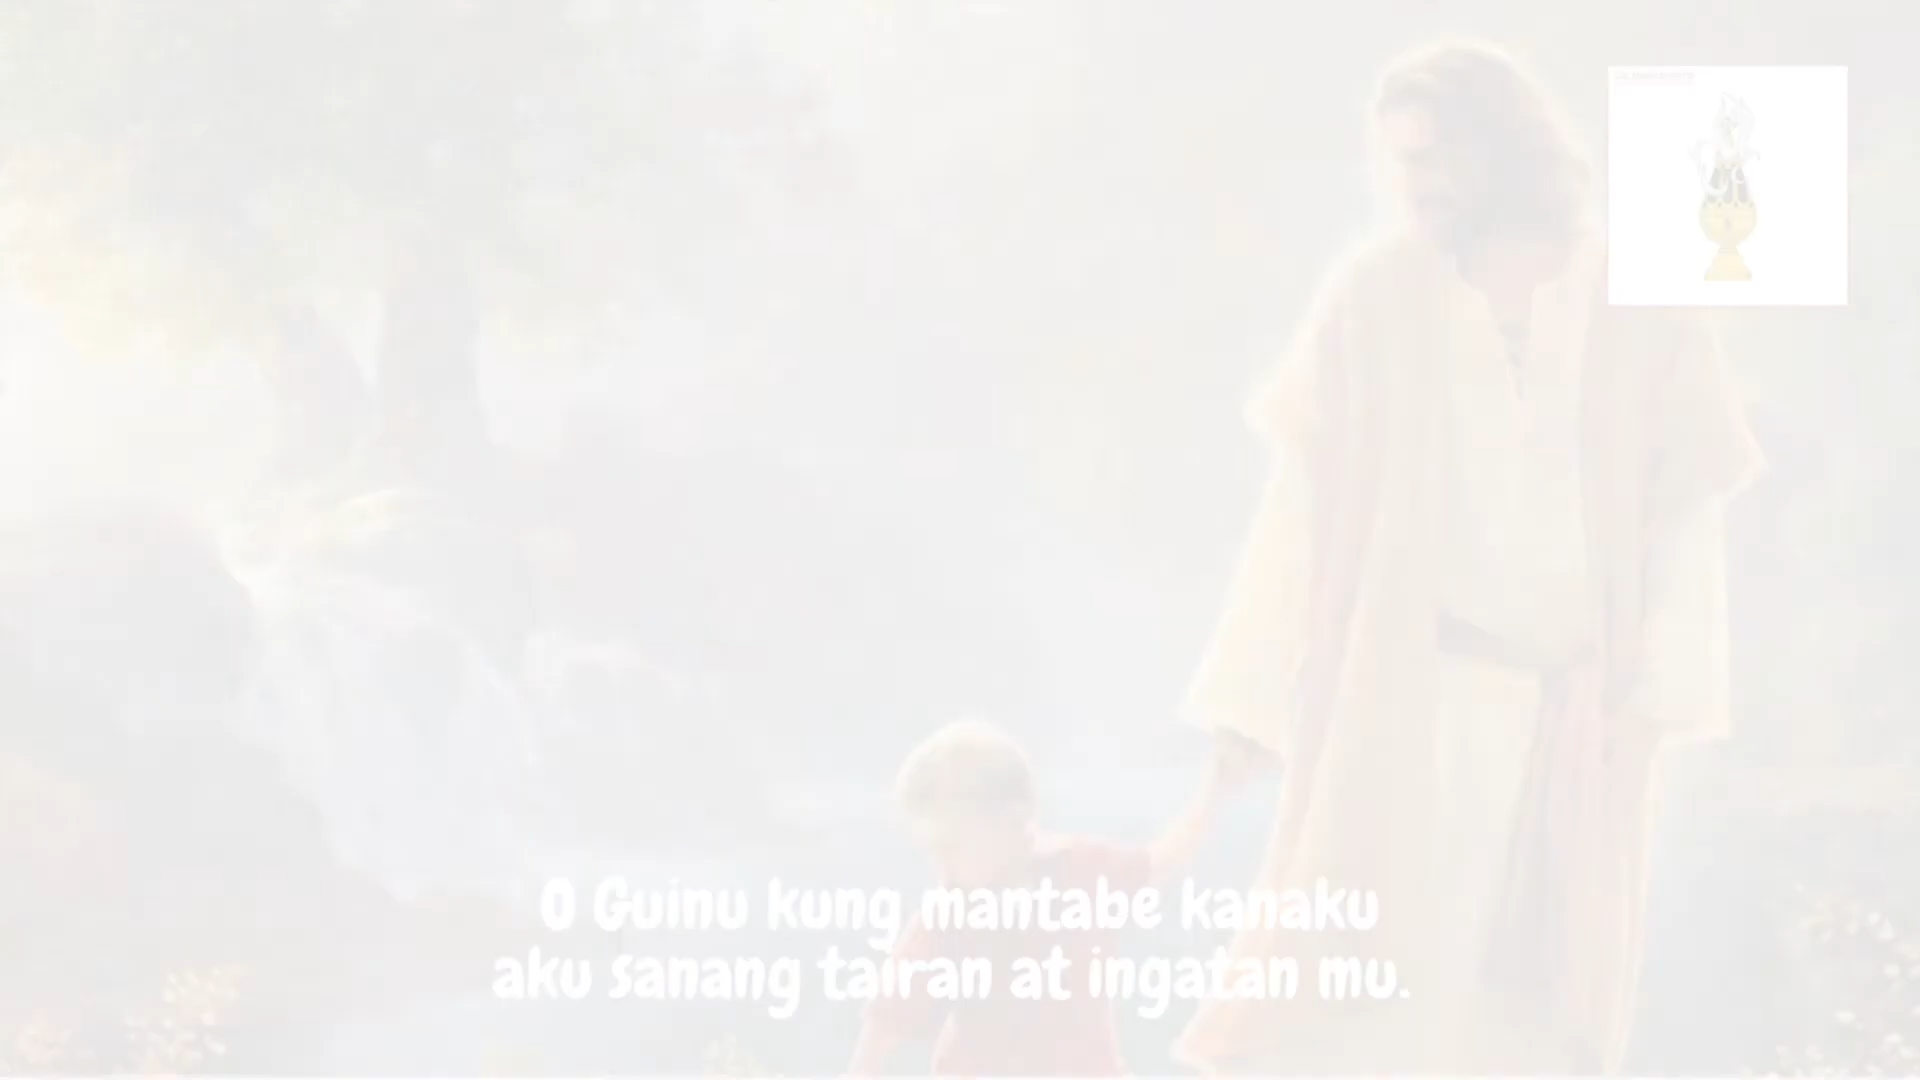 O Guinu kung mantabe kanaku
aku sanang tairan at ingatan mu.